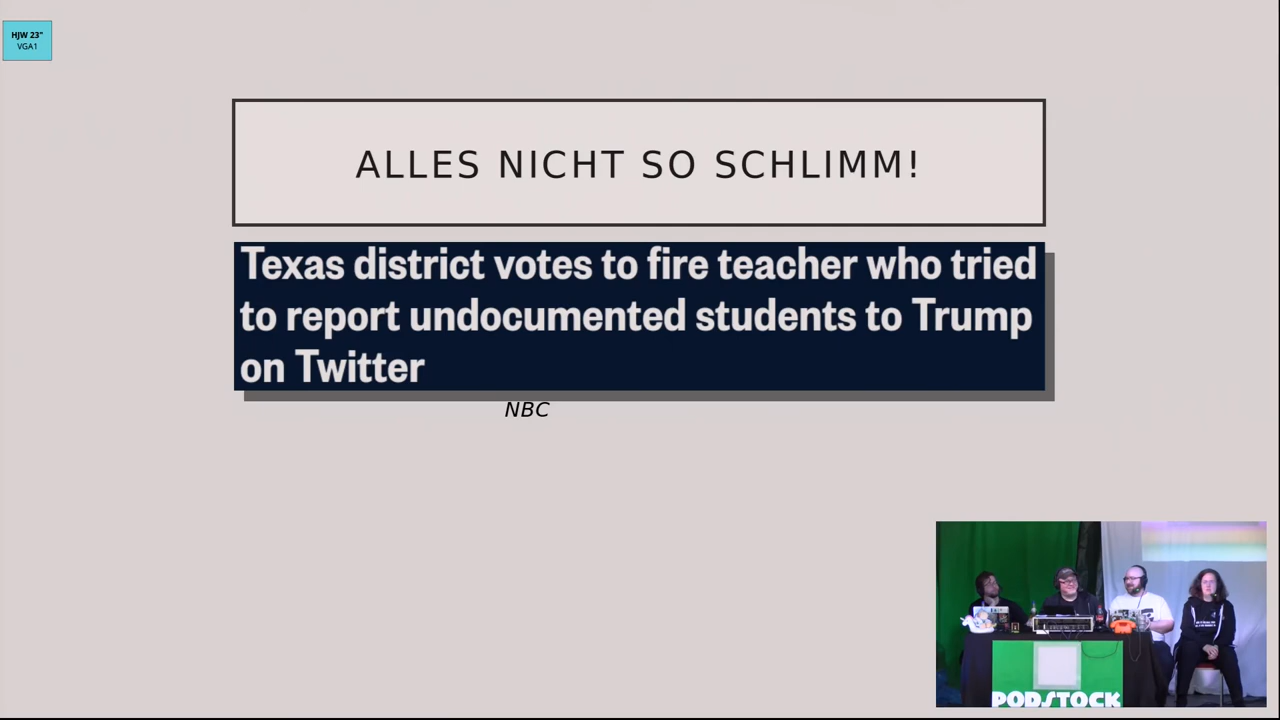 HJW 23"
VGA1
ALLES NICHT SO SCHLIMM!
Texas district votes to fire teacher who tried
to report undocumented students to Trump
on Twitter
NBC
PODSTOCK